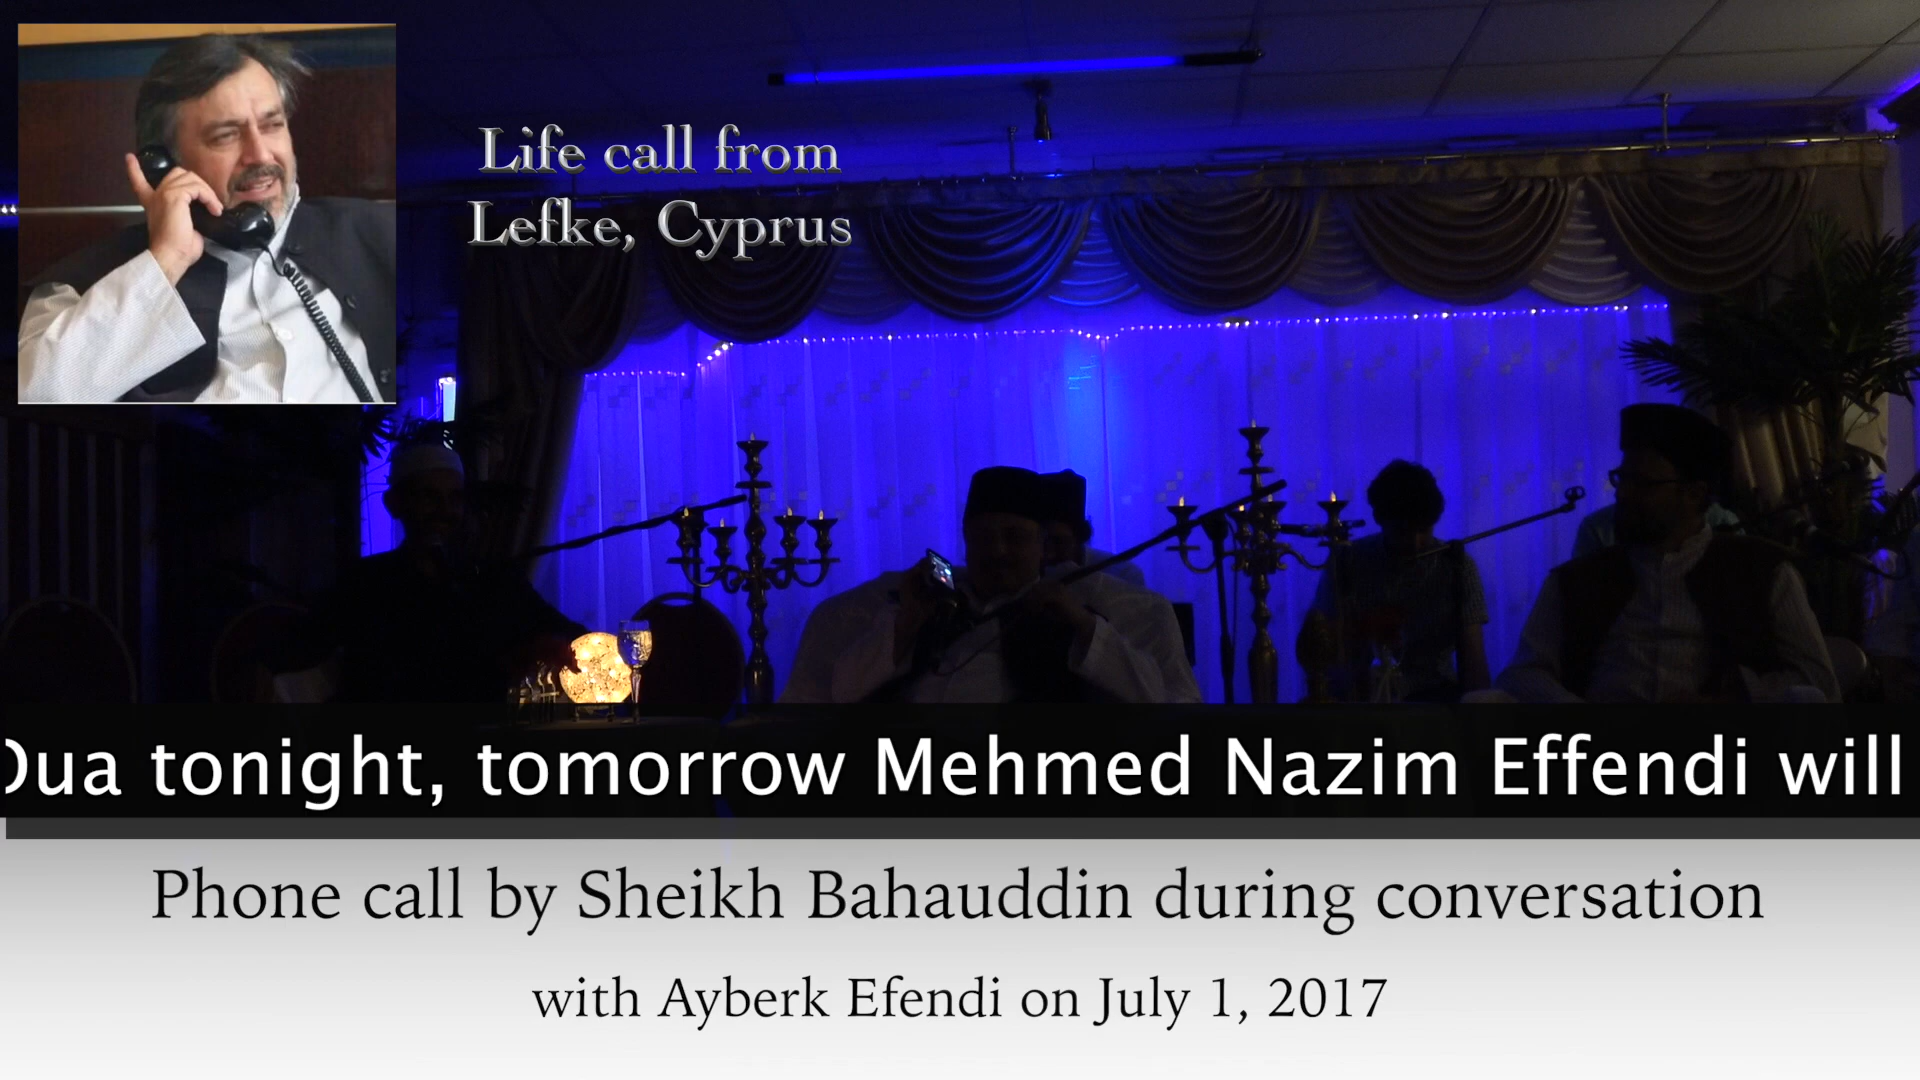 Life call from
Lefke, Cyprus
Dua tonight, tomorrow Mehmed Nazim Effendi will
Phone call by Sheikh Bahauddin during conversation
with Ayberk Efendi on July 1, 2017